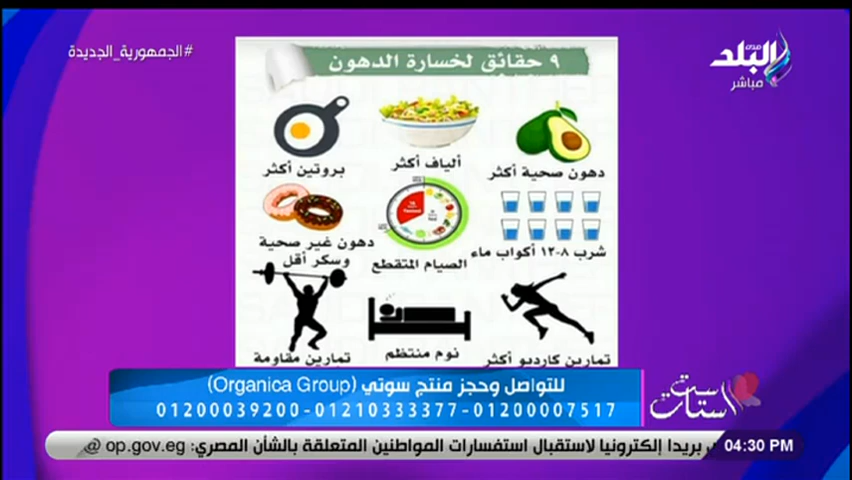 #الجمهورية_الجديدة
صدى
البلد
مباشر
٩ حقائق لخسارة الدهون
دهون صحية أكثر
ألياف أكثر
بروتين أكثر
شرب ٨-١٢ أكواب ماء
الصيام المتقطع
دهون غير صحية
وسكر أقل
تمارين كارديو أكثر
نوم منتظم
تمارين مقاومة
للتواصل وحجز منتج سوتي (Organica Group)
01200039200-01210333377-01200007517
ست ستات
بريدا إلكترونيا لاستقبال استفسارات المواطنين المتعلقة بالشأن المصري: op.gov.eg @
04:30 PM